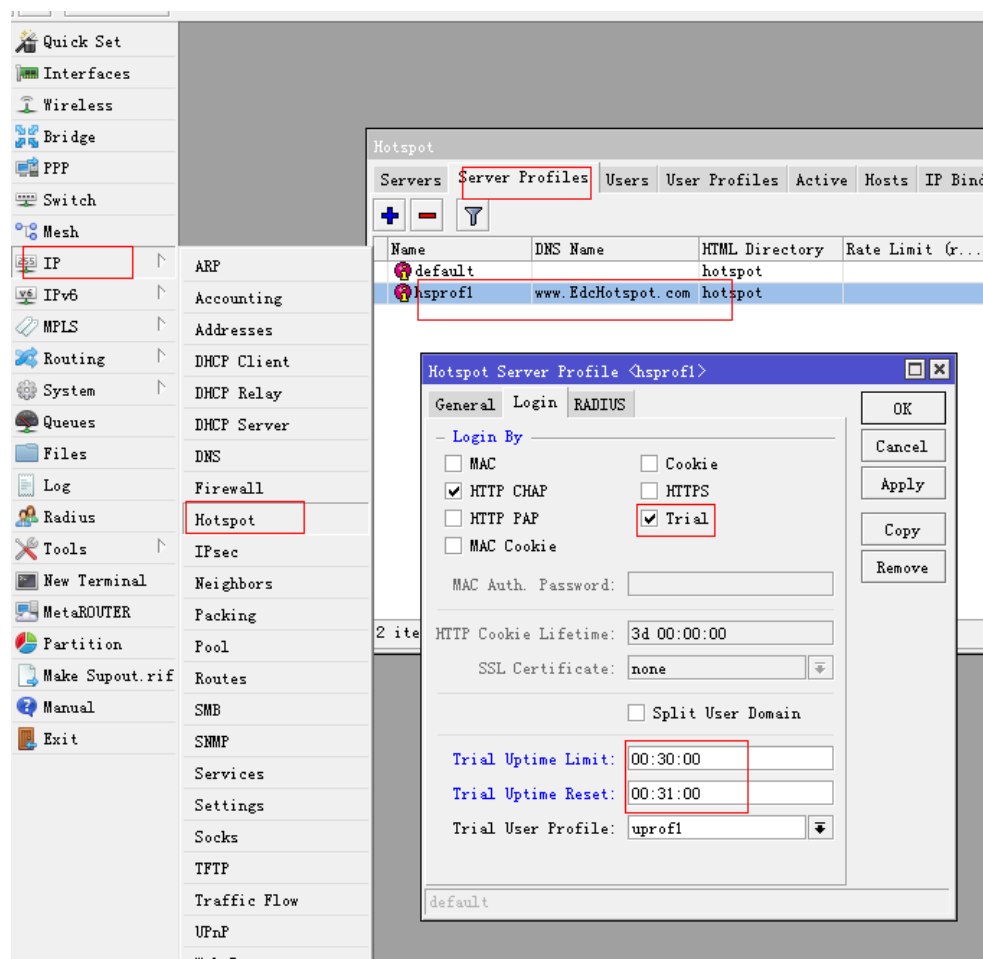 Quick Set
Interfaces
Wireless
Bridge
PPP
Switch
Mesh
IP
IPv6
MPLS
Routing
System
Queues
Files
Log
Radius
Tools
New Terminal
MetaROUTER
Partition
Make Supout.rif
Manual
Exit
ARP
Accounting
Addresses
DHCP Client
DHCP Relay
DHCP Server
DNS
Firewall
Hotspot
IPsec
Neighbors
Packing
Pool
Routes
SMB
SNMP
Services
Settings
Socks
TFTP
Traffic Flow
UPnP
Hotspot
Servers Server Profiles Users User Profiles Active Hosts IP Bind
Name DNS Name HTML Directory Rate Limit (r...
default hotspot
hsprof1 www.EdcHotspot.com hotspot
2 ite
Hotspot Server Profile <hsprof1>
General Login RADIUS
Login By
MAC Cookie
HTTP CHAP HTTPS
HTTP PAP Trial
MAC Cookie
MAC Auth. Password:
HTTP Cookie Lifetime: 3d 00:00:00
SSL Certificate: none
Split User Domain
Trial Uptime Limit: 00:30:00
Trial Uptime Reset: 00:31:00
Trial User Profile: uprof1
default
OK
Cancel
Apply
Copy
Remove